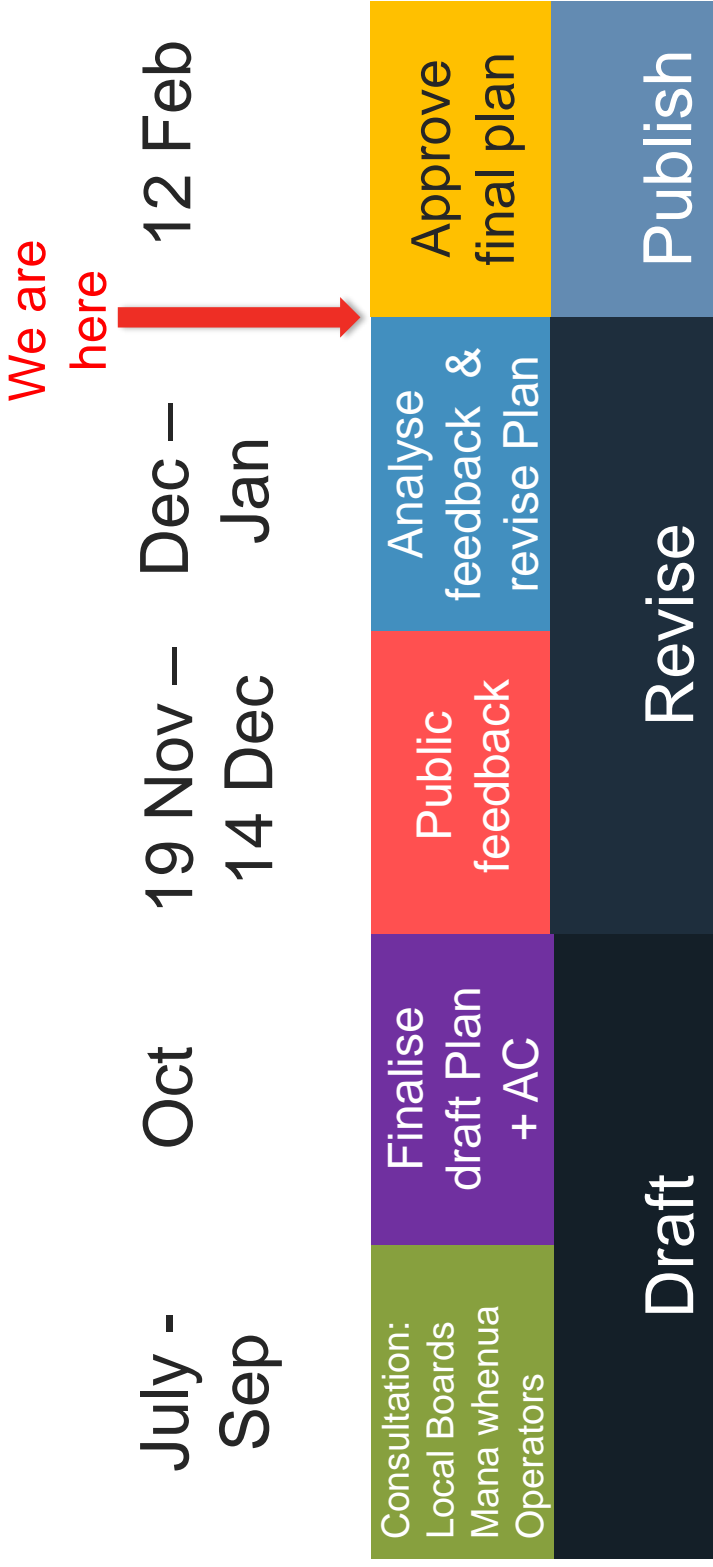 We are
here
July -
Sep
Oct
19 Nov –
14 Dec
Dec –
Jan
12 Feb
Consultation:
Local Boards
Mana whenua
Operators
Finalise
draft Plan
+ AC
Public
feedback
Analyse
feedback &
revise Plan
Approve
final plan
Draft
Revise
Publish